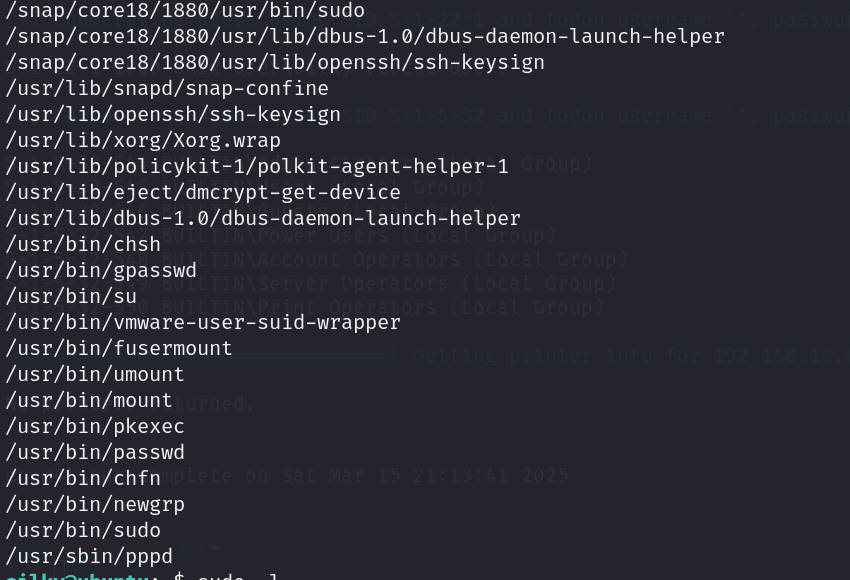 /snap/core18/1880/usr/bin/sudo
/snap/core18/1880/usr/lib/dbus-1.0/dbus-daemon-launch-helper
/snap/core18/1880/usr/lib/openssh/ssh-keysign
/usr/lib/snapd/snap-confine
/usr/lib/openssh/ssh-keysign
/usr/lib/xorg/Xorg.wrap
/usr/lib/policykit-1/polkit-agent-helper-1
/usr/lib/eject/dmcrypt-get-device
/usr/lib/dbus-1.0/dbus-daemon-launch-helper
/usr/bin/chsh
/usr/bin/gpasswd
/usr/bin/su
/usr/bin/vmware-user-suid-wrapper
/usr/bin/fusermount
/usr/bin/umount
/usr/bin/mount
/usr/bin/pkexec
/usr/bin/passwd
/usr/bin/chfn
/usr/bin/newgrp
/usr/bin/sudo
/usr/sbin/pppd